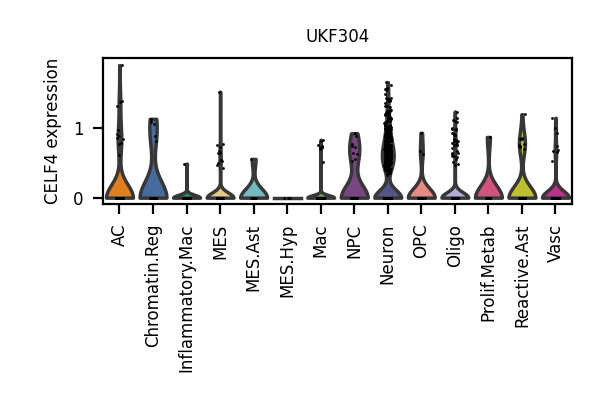 UKF304
CELF4 expression
1
0
AC
Chromatin.Reg
Inflammatory.Mac
MES
MES.Ast
MES.Hyp
Mac
NPC
Neuron
OPC
Oligo
Prolif.Metab
Reactive.Ast
Vasc